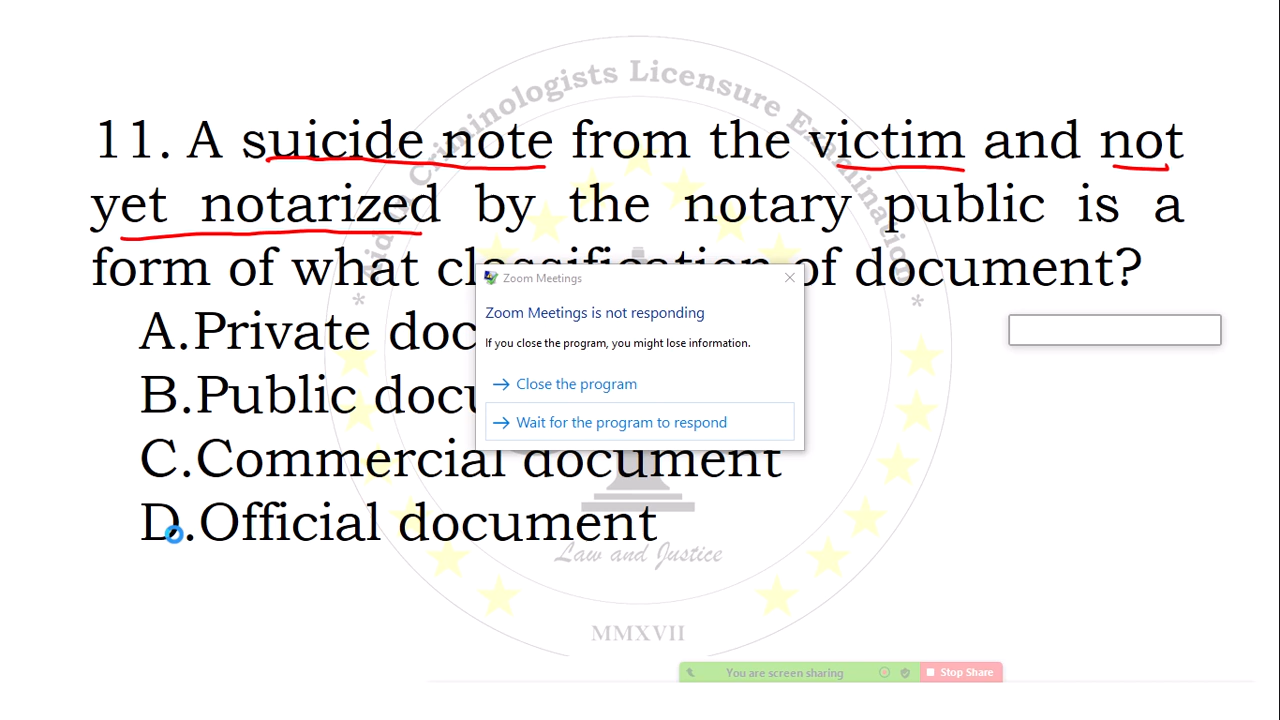 Aid on Criminologists Licensure Examination
11. A suicide note from the victim and not
yet notarized by the notary public is a
form of what classification of document?
Zoom Meetings
Zoom Meetings is not responding
If you close the program, you might lose information.
→ Close the program
→ Wait for the program to respond
A.Private doc
B.Public docu
C.Commercial document
D.Official document
Law and Justice
MMXVII
You are screen sharing
Stop Share